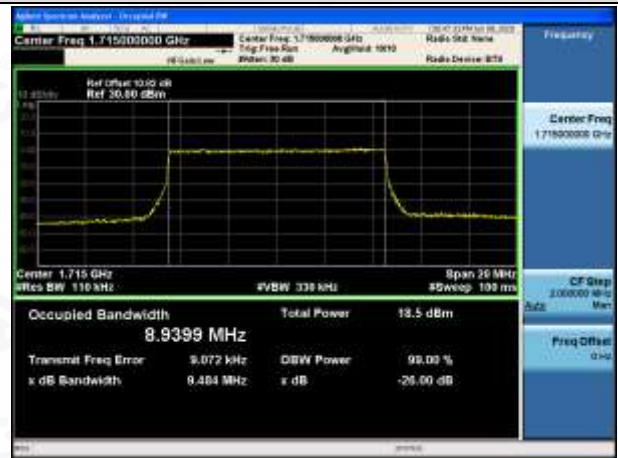 Agilent Spectrum Analyzer - Occupied BW
Center Freq 1.715000000 GHz
Center Freq: 1.715000000 GHz
Trig: Free Run Avg|Hold: 10/10
#IFGain:Low #Atten: 30 dB
Radio Std: None
Radio Device: BTS
Ref Offset 10.92 dB
10 dB/div Ref 30.00 dBm
Center 1.715 GHz Span 20 MHz
#Res BW 110 kHz #VBW 330 kHz #Sweep 100 ms
Occupied Bandwidth Total Power 18.5 dBm
8.9399 MHz
Transmit Freq Error 9.072 kHz OBW Power 99.00 %
x dB Bandwidth 9.484 MHz x dB -26.00 dB
Frequency
Center Freq
1.715000000 GHz
CF Step
2.000000 MHz
Auto Man
Freq Offset
0 Hz